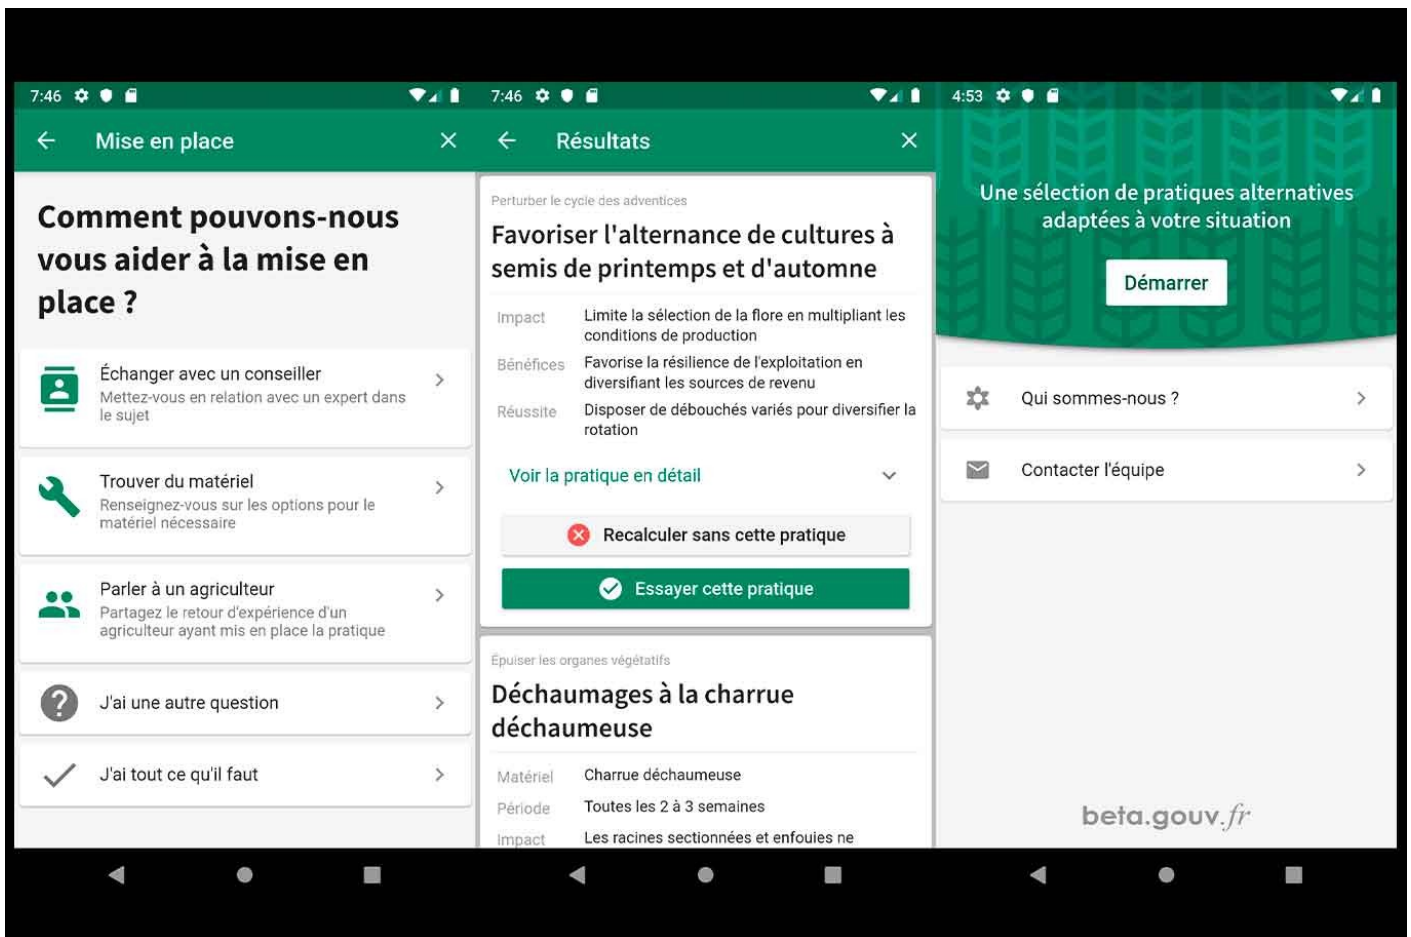 7:46
Mise en place
Comment pouvons-nous
vous aider à la mise en
place ?
Échanger avec un conseiller
Mettez-vous en relation avec un expert dans
le sujet
Trouver du matériel
Renseignez-vous sur les options pour le
matériel nécessaire
Parler à un agriculteur
Partagez le retour d'expérience d'un
agriculteur ayant mis en place la pratique
J'ai une autre question
J'ai tout ce qu'il faut
7:46
Résultats
Perturber le cycle des adventices
Favoriser l'alternance de cultures à
semis de printemps et d'automne
Impact Limite la sélection de la flore en multipliant les
conditions de production
Bénéfices Favorise la résilience de l'exploitation en
diversifiant les sources de revenu
Réussite Disposer de débouchés variés pour diversifier la
rotation
Voir la pratique en détail
Recalculer sans cette pratique
Essayer cette pratique
Epuiser les organes végétatifs
Déchaumages à la charrue
déchaumeuse
Matériel Charrue déchaumeuse
Période Toutes les 2 à 3 semaines
Impact Les racines sectionnées et enfouies ne
4:53
Une sélection de pratiques alternatives
adaptées à votre situation
Démarrer
Qui sommes-nous ?
Contacter l'équipe
beta.gouv.fr